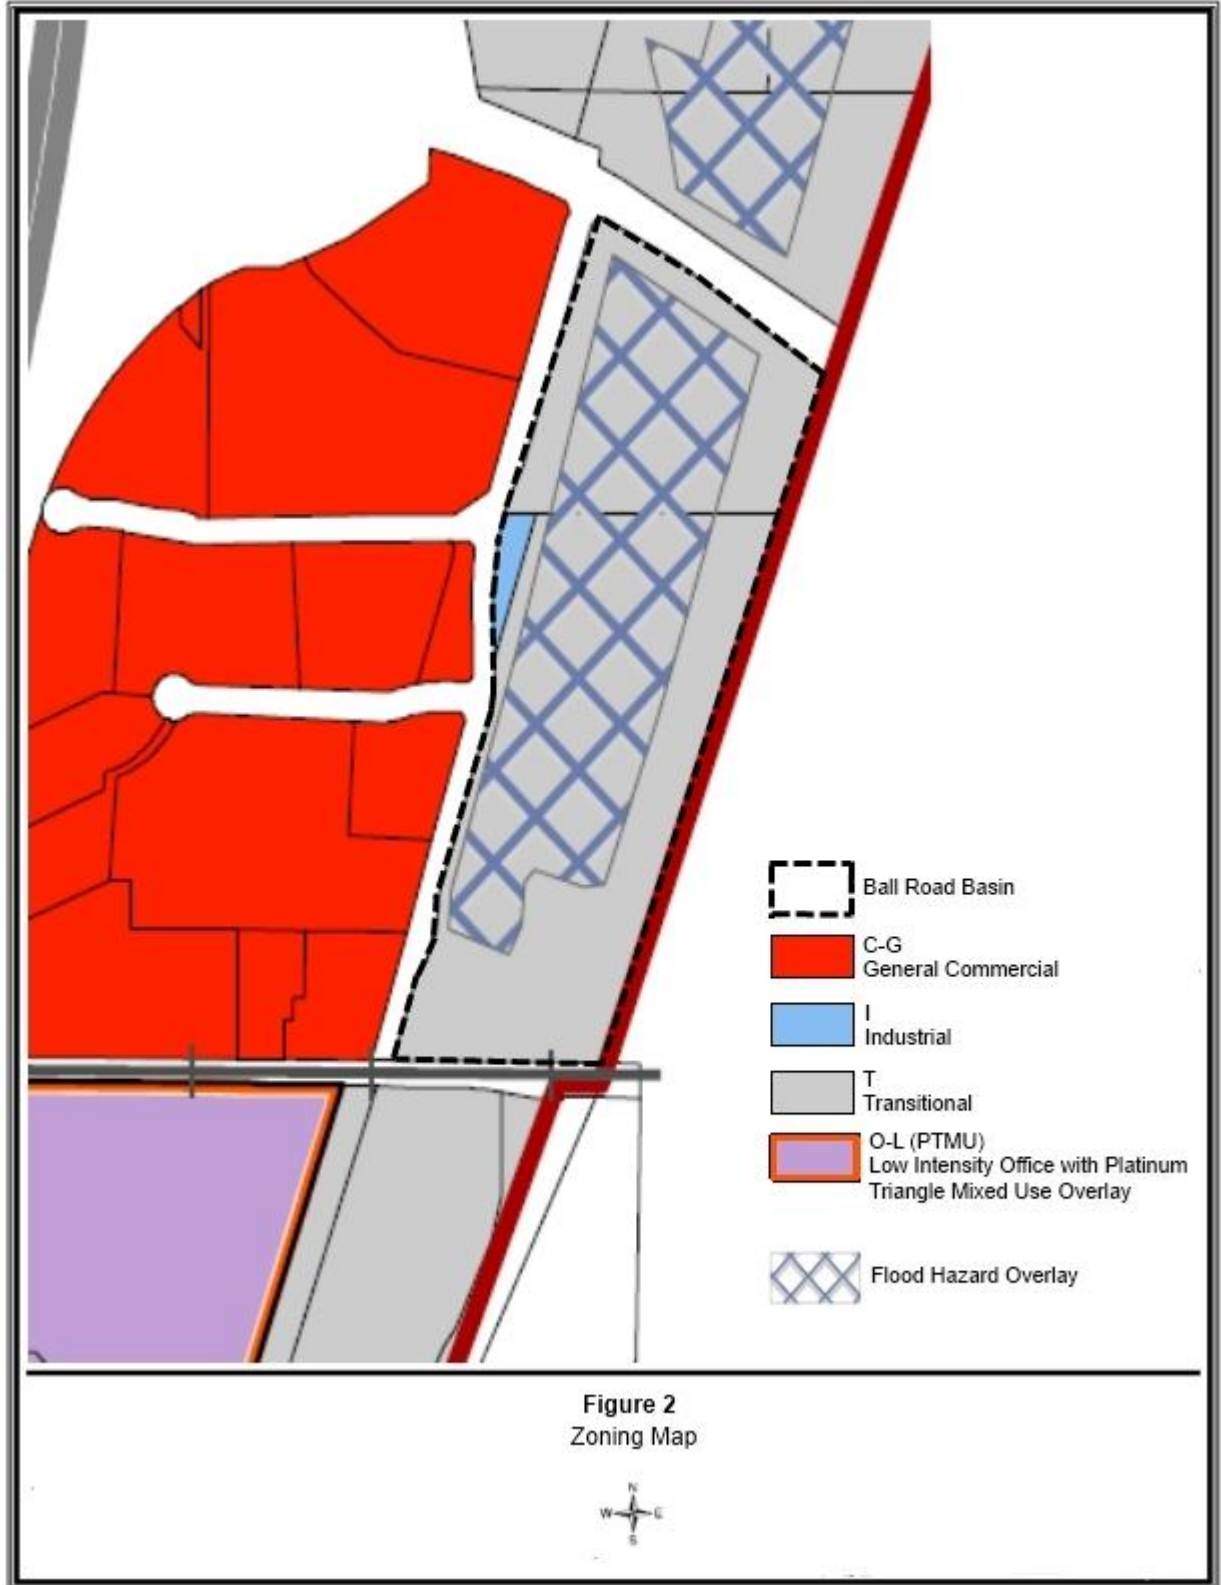 Ball Road Basin
C-G
General Commercial
I
Industrial
T
Transitional
O-L (PTMU)
Low Intensity Office with Platinum
Triangle Mixed Use Overlay
Flood Hazard Overlay
Figure 2
Zoning Map
N
W E
S